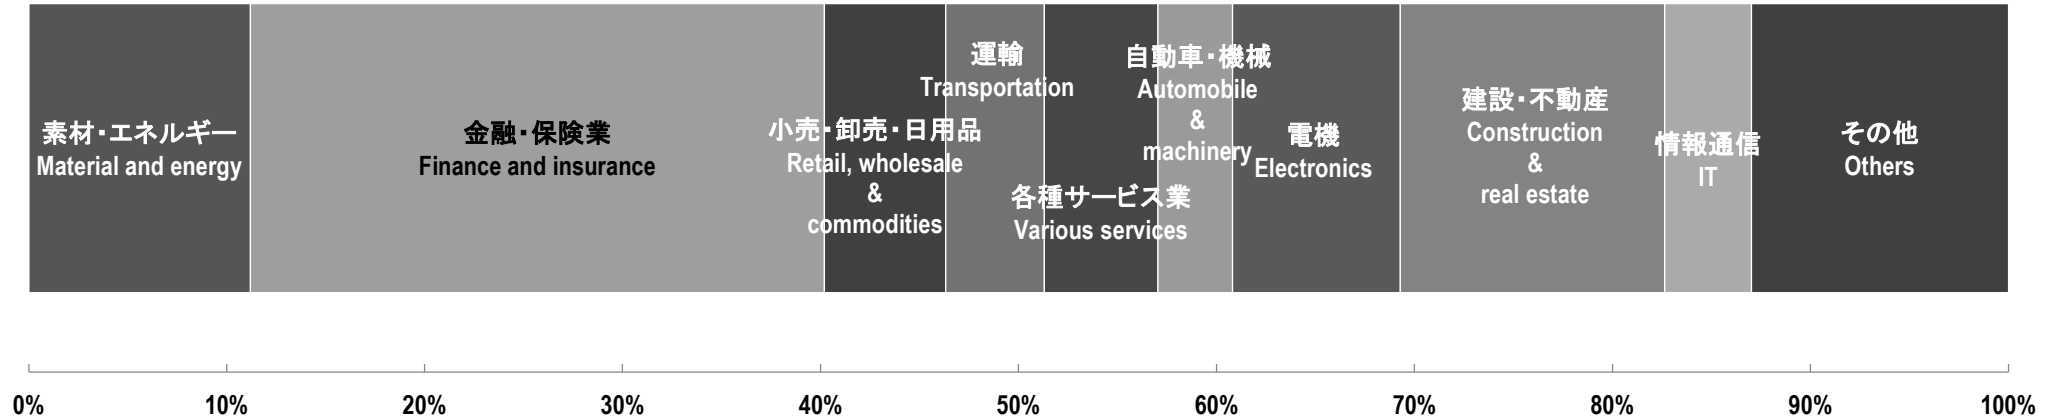 素材・エネルギー
Material and energy
金融・保険業
Finance and insurance
小売・卸売・日用品
Retail, wholesale
&
commodities
運輸
Transportation
各種サービス業
Various services
自動車・機械
Automobile
&
machinery
電機
Electronics
建設・不動産
Construction
&
real estate
情報通信
IT
その他
Others
0% 10% 20% 30% 40% 50% 60% 70% 80% 90% 100%